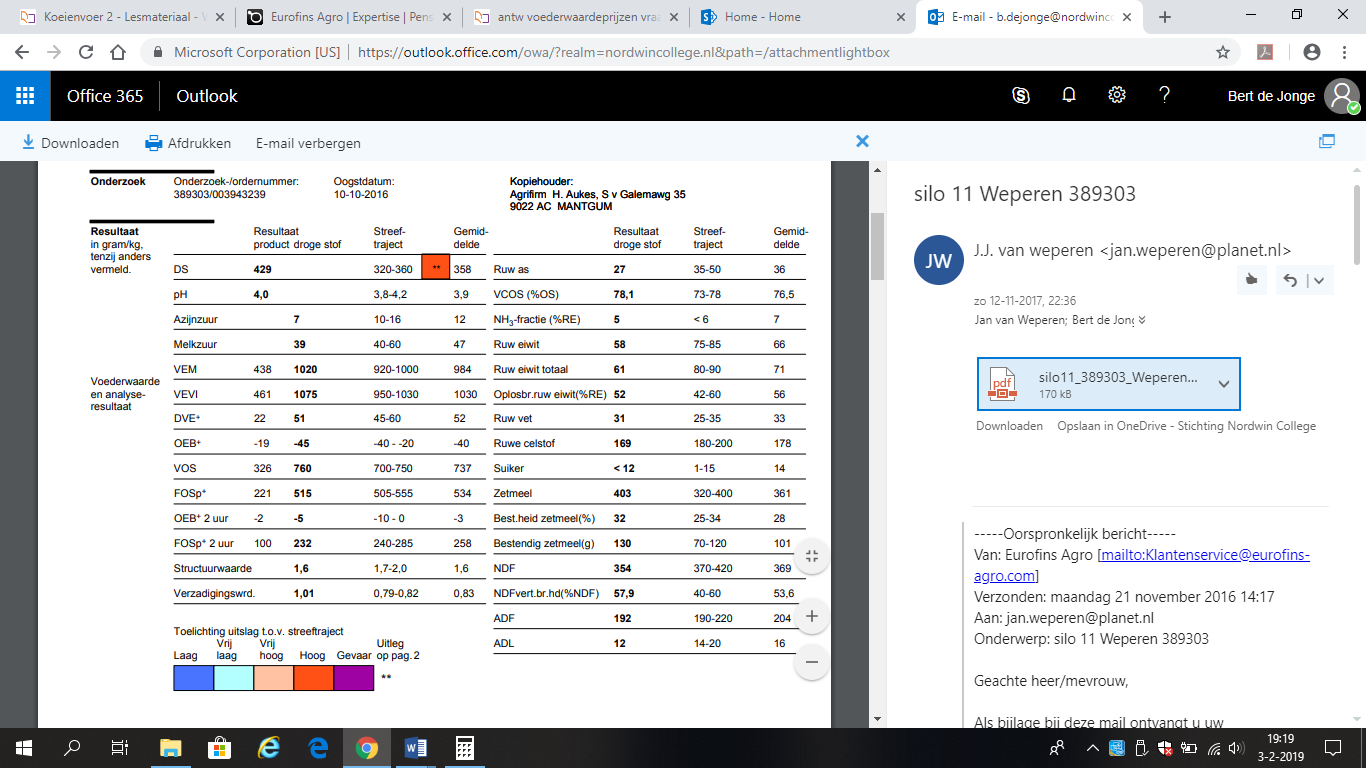 Koeienvoer 2 - Lesmateriaal - W
Eurofins Agro | Expertise | Pens
antw voederwaardeprijzen vraa
Home - Home
E-mail - b.dejonge@nordwinco
Microsoft Corporation [US] | https://outlook.office.com/owa/?realm=nordwincollege.nl&path=/attachmentlightbox
Office 365 Outlook
Bert de Jonge
Downloaden Afdrukken E-mail verbergen
Onderzoek Onderzoek-/ordernummer: Oogstdatum: Kopiehouder:
389303/003943239 10-10-2016 Agrifirm H. Aukes, S v Galemawg 35
9022 AC MANTGUM
Resultaat
in gram/kg,
tenzij anders
vermeld.
Resultaat Streef- Gemid-
product droge stof traject delde
DS 429 320-360 ** 358
pH 4,0 3,8-4,2 3,9
Azijnzuur 7 10-16 12
Melkzuur 39 40-60 47
Voederwaarde
en analyse-
resultaat
VEM 438 1020 920-1000 984
VEVI 461 1075 950-1030 1030
DVE+ 22 51 45-60 52
OEB+ -19 -45 -40 - -20 -40
VOS 326 760 700-750 737
FOSp+ 221 515 505-555 534
OEB+ 2 uur -2 -5 -10 - 0 -3
FOSp+ 2 uur 100 232 240-285 258
Structuurwaarde 1,6 1,7-2,0 1,6
Verzadigingswrd. 1,01 0,79-0,82 0,83
Resultaat Streef- Gemid-
droge stof traject delde
Ruw as 27 35-50 36
VCOS (%OS) 78,1 73-78 76,5
NH3-fractie (%RE) 5 < 6 7
Ruw eiwit 58 75-85 66
Ruw eiwit totaal 61 80-90 71
Oplosbr.ruw eiwit(%RE) 52 42-60 56
Ruw vet 31 25-35 33
Ruwe celstof 169 180-200 178
Suiker < 12 1-15 14
Zetmeel 403 320-400 361
Best.heid zetmeel(%) 32 25-34 28
Bestendig zetmeel(g) 130 70-120 101
NDF 354 370-420 369
NDFvert.br.hd(%NDF) 57,9 40-60 53,6
ADF 192 190-220 204
ADL 12 14-20 16
Toelichting uitslag t.o.v. streeftraject
Vrij Vrij Uitleg
Laag laag hoog Hoog Gevaar op pag. 2
**
silo 11 Weperen 389303
JW
J.J. van weperen <jan.weperen@planet.nl>
zo 12-11-2017, 22:36
Jan van Weperen; Bert de Jong
pdf
silo11_389303_Weperen...
170 kB
Downloaden Opslaan in OneDrive - Stichting Nordwin College
-----Oorspronkelijk bericht-----
Van: Eurofins Agro [mailto:Klantenservice@eurofins-
agro.com]
Verzonden: maandag 21 november 2016 14:17
Aan: jan.weperen@planet.nl
Onderwerp: silo 11 Weperen 389303
Geachte heer/mevrouw,
Als bijlage bij deze mail ontvangt u uw
19:19
3-2-2019